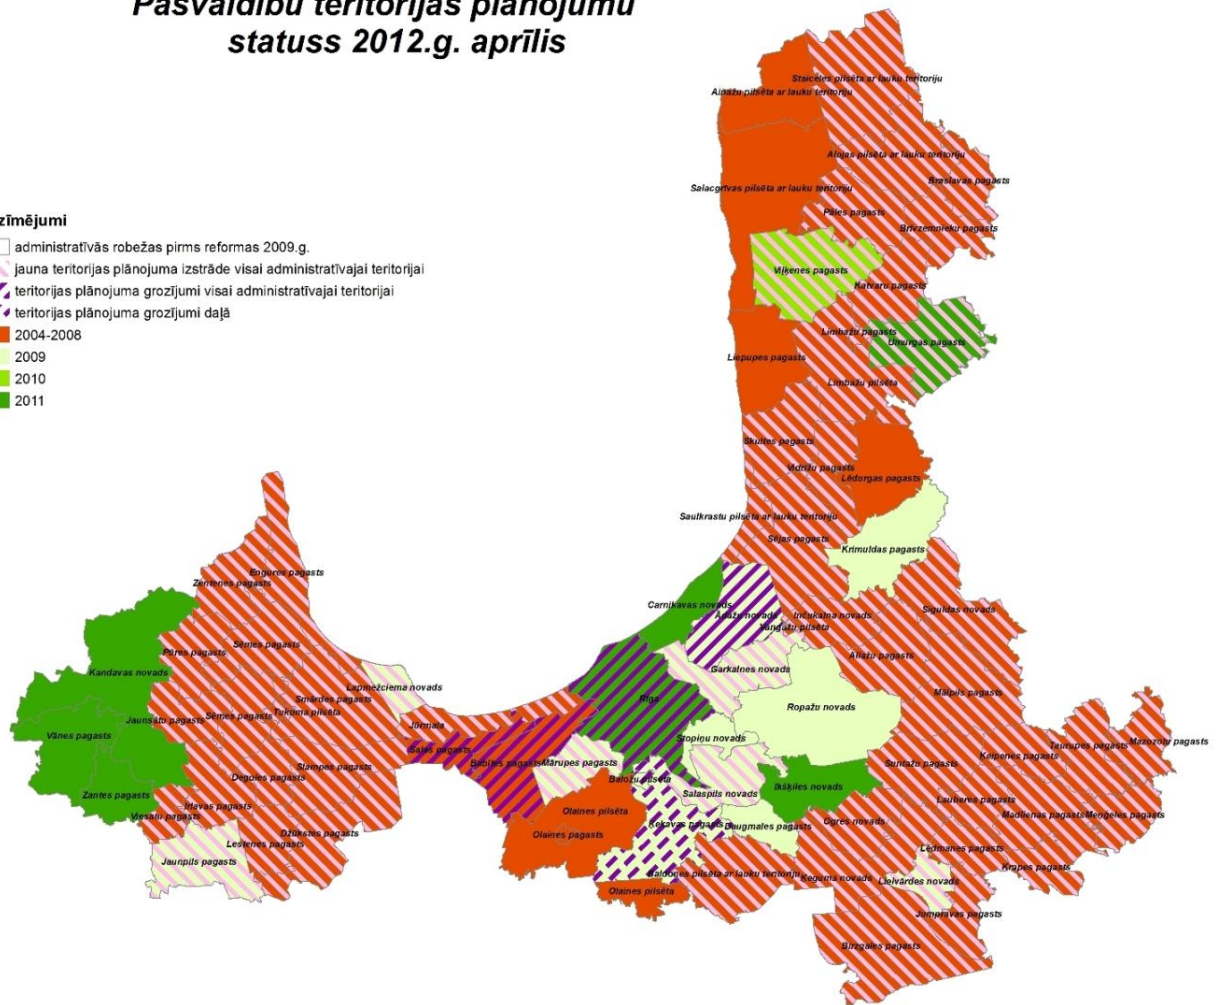 Pašvaldību teritorijas plānojumu
statuss 2012.g. aprīlis
zīmējumi
administratīvās robežas pirms reformas 2009.g.
jauna teritorijas plānojuma izstrāde visai administratīvajai teritorijai
teritorijas plānojuma grozījumi visai administratīvajai teritorijai
teritorijas plānojuma grozījumi daļā
2004-2008
2009
2010
2011
Staicēles pilsēta ar lauku teritoriju
Ainažu pilsēta ar lauku teritoriju
Alojas pilsēta ar lauku teritoriju
Braslavas pagasts
Salacgrīvas pilsēta ar lauku teritoriju
Pāles pagasts
Brīvzemnieku pagasts
Viļķenes pagasts
Katvaru pagasts
Limbažu pagasts
Umurgas pagasts
Liepupes pagasts
Limbažu pilsēta
Skultes pagasts
Vidrižu pagasts
Lēdurgas pagasts
Saulkrastu pilsēta ar lauku teritoriju
Sējas pagasts
Krimuldas pagasts
Engures pagasts
Zentenes pagasts
Carnikavas novads
Ādažu novads
Inčukalna novads
Siguldas novads
Vangažu pilsēta
Sēmes pagasts
Pūres pagasts
Allažu pagasts
Kandavas novads
Garkalnes novads
Lapmežciema novads
Mālpils pagasts
Smārdes pagasts
Rīga
Ropažu novads
Jaunsātu pagasts
Sēmes pagasts
Tukuma pilsēta
Jūrmala
Vānes pagasts
Stopiņu novads
Taurupes pagasts
Mazozolu pagasts
Salas pagasts
Ķeipenes pagasts
Babītes pagasts
Mārupes pagasts
Suntažu pagasts
Slampes pagasts
Degoles pagasts
Baložu pilsēta
Ikšķiles novads
Zantes pagasts
Salaspils novads
Lauberes pagasts
Irlavas pagasts
Viesatu pagasts
Olaines pilsēta
Madlienas pagasts
Meņģeles pagasts
Ogres novads
Ķekavas pagasts
Daugmales pagasts
Džūkstes pagasts
Olaines pagasts
Lestenes pagasts
Lēdmanes pagasts
Jaunpils pagasts
Krapes pagasts
Baldones pilsēta ar lauku teritoriju
Ķeguma novads
Lielvārdes novads
Olaines pilsēta
Jumpravas pagasts
Birzgales pagasts